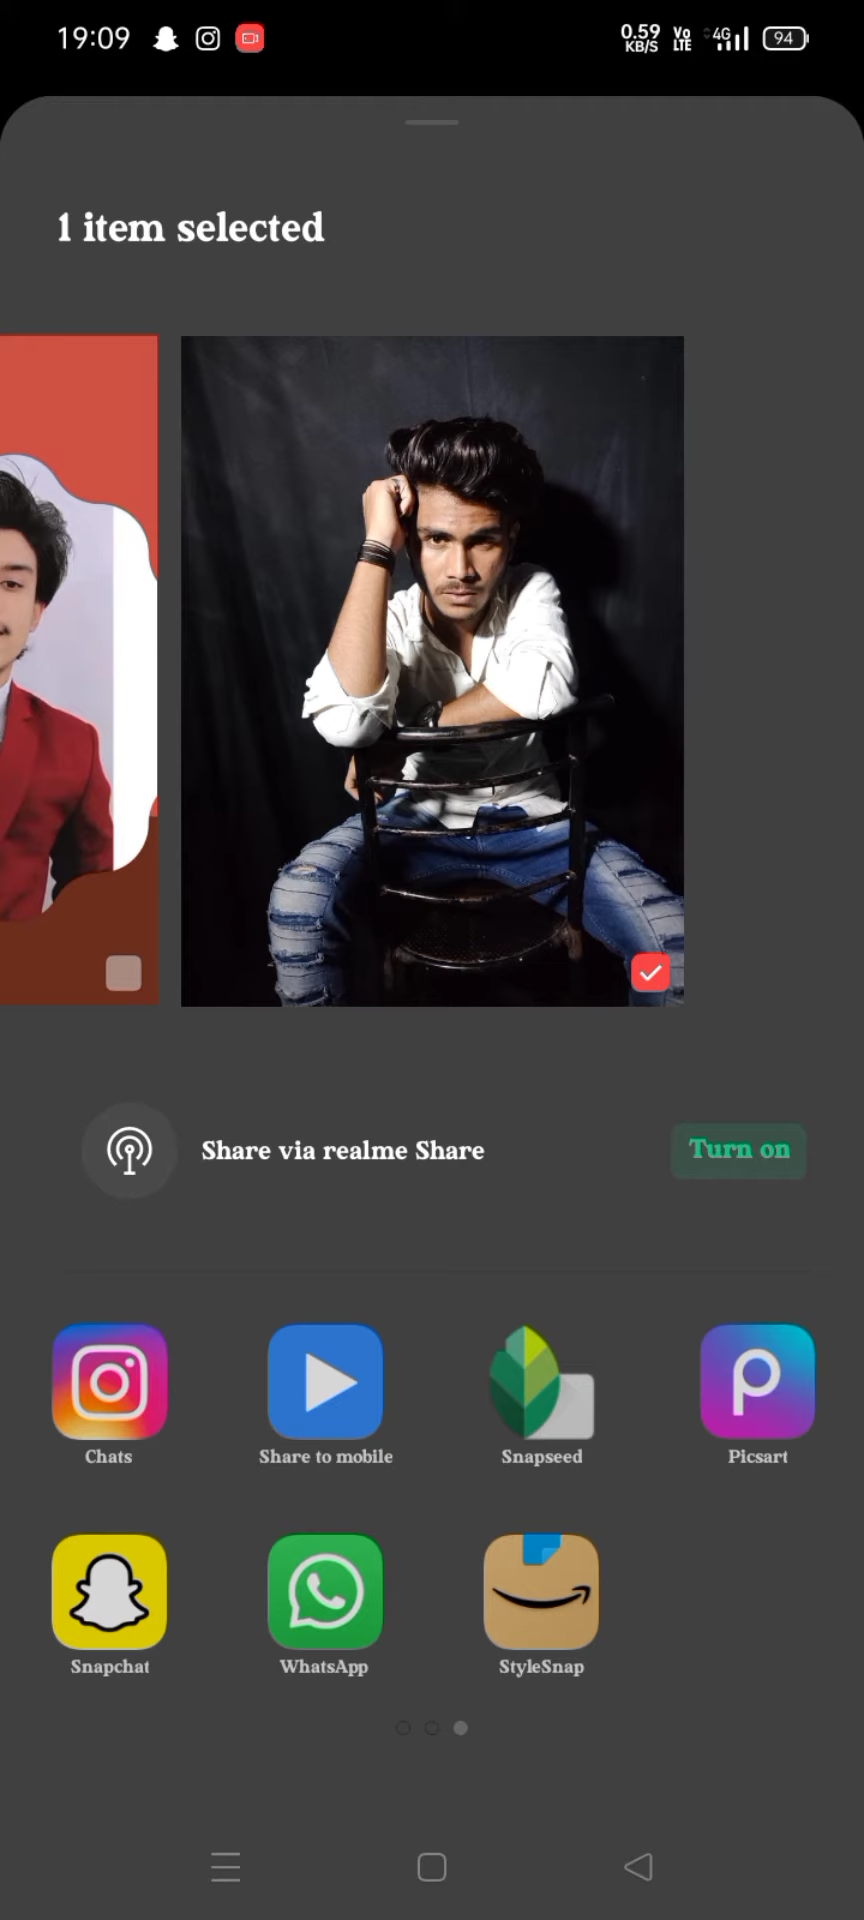 19:09
0.59 KB/S Vo LTE 4G 94
1 item selected
Share via realme Share
Turn on
Chats
Share to mobile
Snapseed
Picsart
Snapchat
WhatsApp
StyleSnap